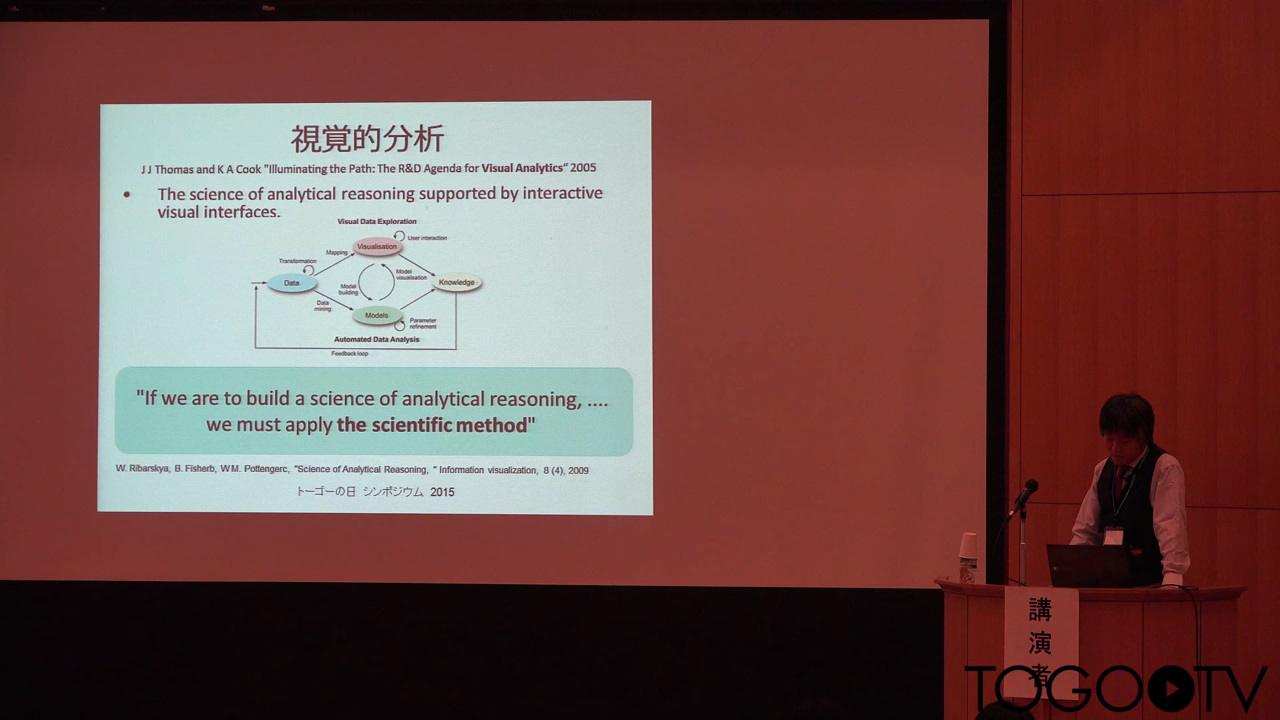 視覚的分析
J J Thomas and K A Cook "Illuminating the Path: The R&D Agenda for Visual Analytics" 2005
• The science of analytical reasoning supported by interactive
visual interfaces.
Visual Data Exploration
User interaction
Visualisation
Mapping
Transformation
Data
Model
visualisation
Knowledge
Model
building
Data
mining
Models
Parameter
refinement
Automated Data Analysis
Feedback loop
"If we are to build a science of analytical reasoning, ....
we must apply the scientific method"
W. Ribarskya, B. Fisherb, W.M. Pottengerc, "Science of Analytical Reasoning, " Information visualization, 8 (4), 2009
トーゴーの日 シンポジウム 2015
講演者
TOGOTV